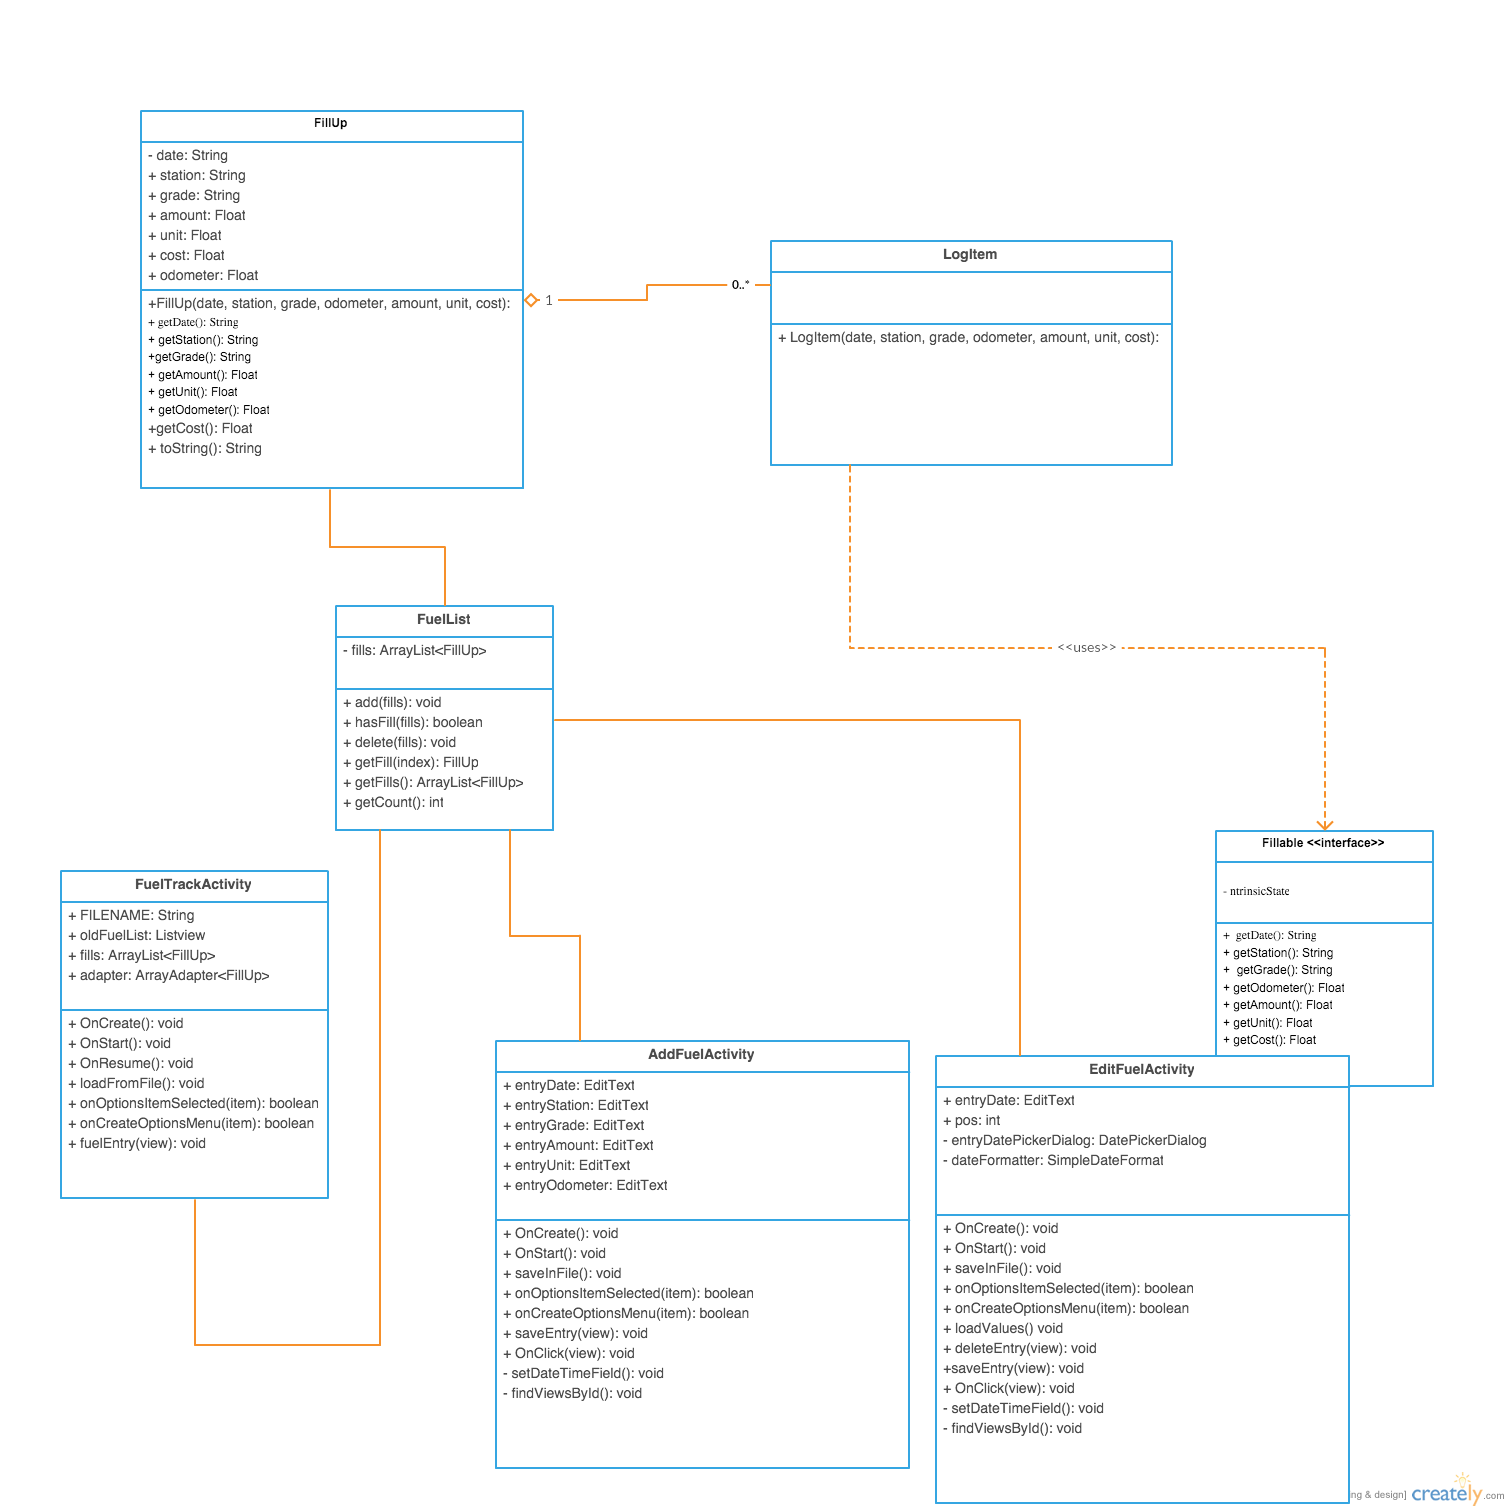 FillUp
- date: String
+ station: String
+ grade: String
+ amount: Float
+ unit: Float
+ cost: Float
+ odometer: Float
+FillUp(date, station, grade, odometer, amount, unit, cost):
+ getDate(): String
+ getStation(): String
+getGrade(): String
+ getAmount(): Float
+ getUnit(): Float
+ getOdometer(): Float
+getCost(): Float
+ toString(): String
1
0..*
LogItem
+ LogItem(date, station, grade, odometer, amount, unit, cost):
<<uses>>
FuelList
- fills: ArrayList<FillUp>
+ add(fills): void
+ hasFill(fills): boolean
+ delete(fills): void
+ getFill(index): FillUp
+ getFills(): ArrayList<FillUp>
+ getCount(): int
Fillable <<interface>>
- ntrinsicState
+ getDate(): String
+ getStation(): String
+ getGrade(): String
+ getOdometer(): Float
+ getAmount(): Float
+ getUnit(): Float
+ getCost(): Float
FuelTrackActivity
+ FILENAME: String
+ oldFuelList: Listview
+ fills: ArrayList<FillUp>
+ adapter: ArrayAdapter<FillUp>
+ OnCreate(): void
+ OnStart(): void
+ OnResume(): void
+ loadFromFile(): void
+ onOptionsItemSelected(item): boolean
+ onCreateOptionsMenu(item): boolean
+ fuelEntry(view): void
AddFuelActivity
+ entryDate: EditText
+ entryStation: EditText
+ entryGrade: EditText
+ entryAmount: EditText
+ entryUnit: EditText
+ entryOdometer: EditText
+ OnCreate(): void
+ OnStart(): void
+ saveInFile(): void
+ onOptionsItemSelected(item): boolean
+ onCreateOptionsMenu(item): boolean
+ saveEntry(view): void
+ OnClick(view): void
- setDateTimeField(): void
- findViewsById(): void
EditFuelActivity
+ entryDate: EditText
+ pos: int
- entryDatePickerDialog: DatePickerDialog
- dateFormatter: SimpleDateFormat
+ OnCreate(): void
+ OnStart(): void
+ saveInFile(): void
+ onOptionsItemSelected(item): boolean
+ onCreateOptionsMenu(item): boolean
+ loadValues() void
+ deleteEntry(view): void
+saveEntry(view): void
+ OnClick(view): void
- setDateTimeField(): void
- findViewsById(): void
ng & design] creately.com